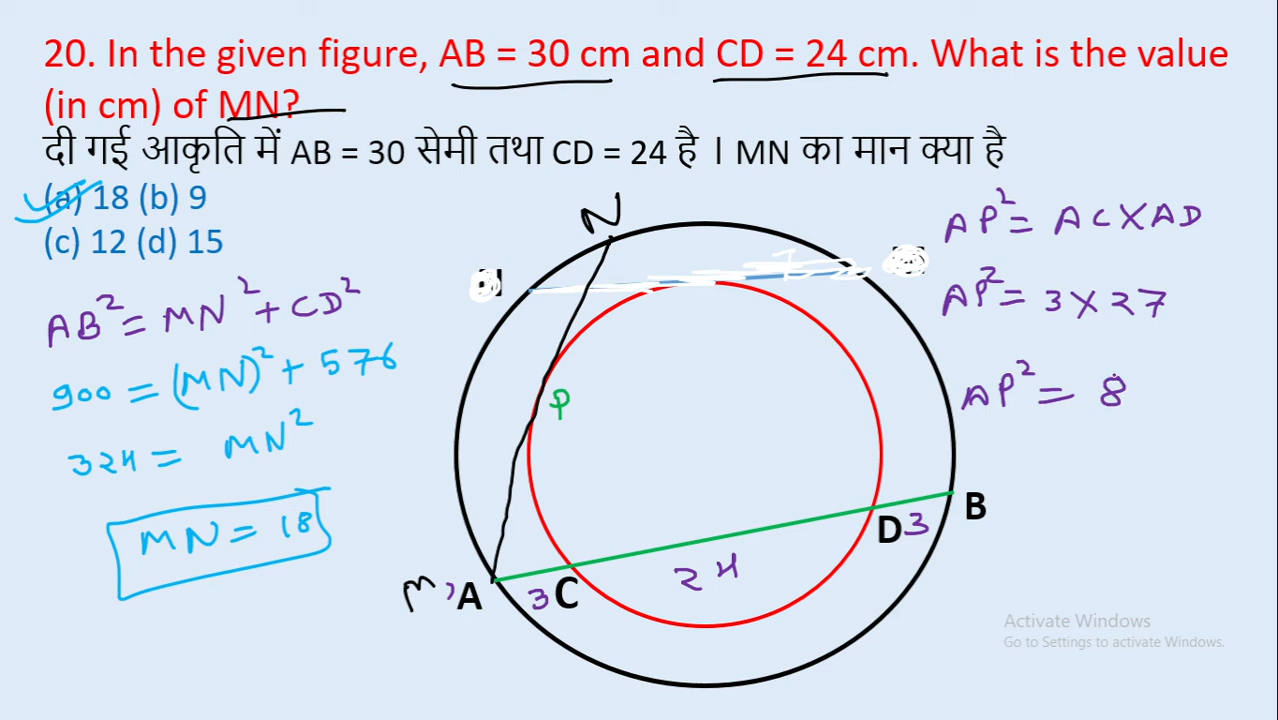 20. In the given figure, AB = 30 cm and CD = 24 cm. What is the value
(in cm) of MN?
दी गई आकृति में AB = 30 सेमी तथा CD = 24 है । MN का मान क्या है
(a) 18 (b) 9
(c) 12 (d) 15
AB² = MN² + CD²
900 = (MN)² + 576
324 = MN²
MN = 18
N
P
M, A
3
C
24
D
3
B
AP² = AC X AD
AP² = 3 X 27
AP² = 8
Activate Windows
Go to Settings to activate Windows.